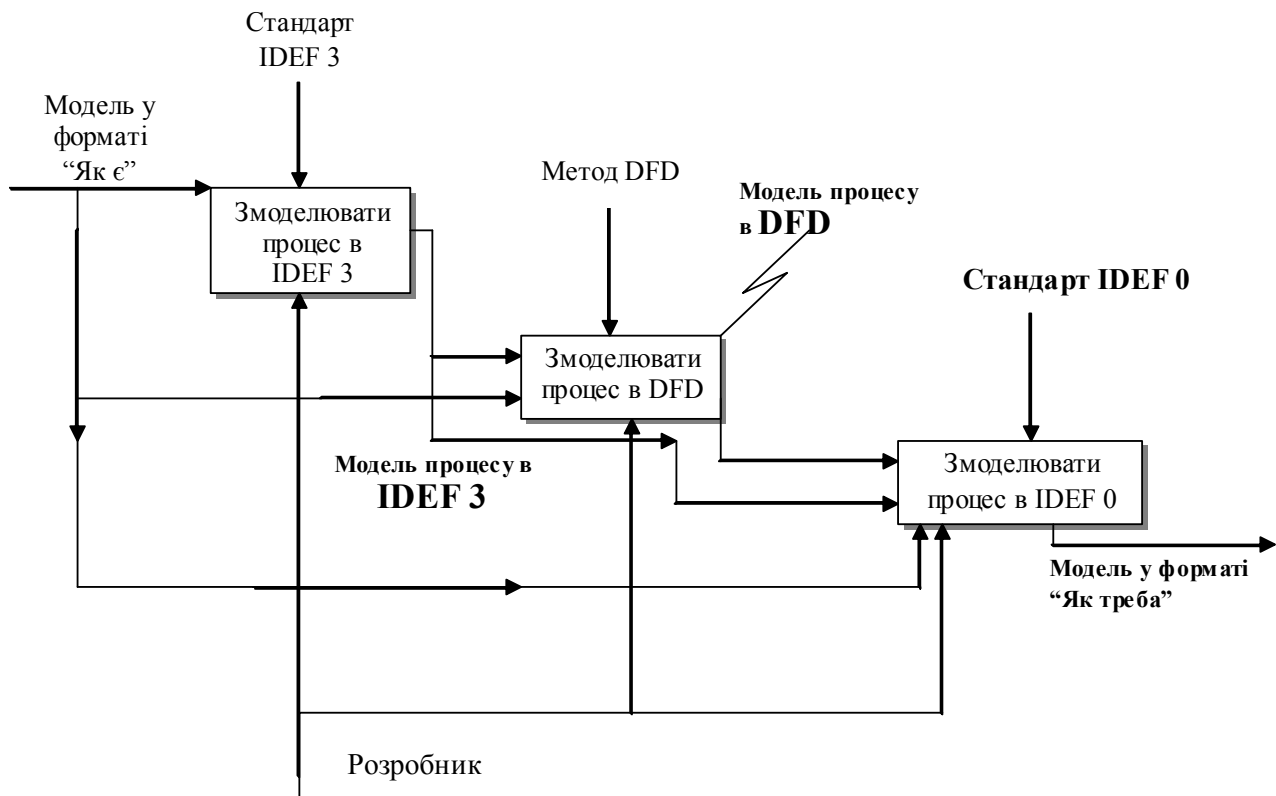 Стандарт
IDEF 3
Модель у
форматі
“Як є”
Змоделювати
процес в
IDEF 3
Метод DFD
Модель процесу
в DFD
Стандарт IDEF 0
Змоделювати
процес в DFD
Модель процесу в
IDEF 3
Змоделювати
процес в IDEF 0
Модель у форматі
“Як треба”
Розробник